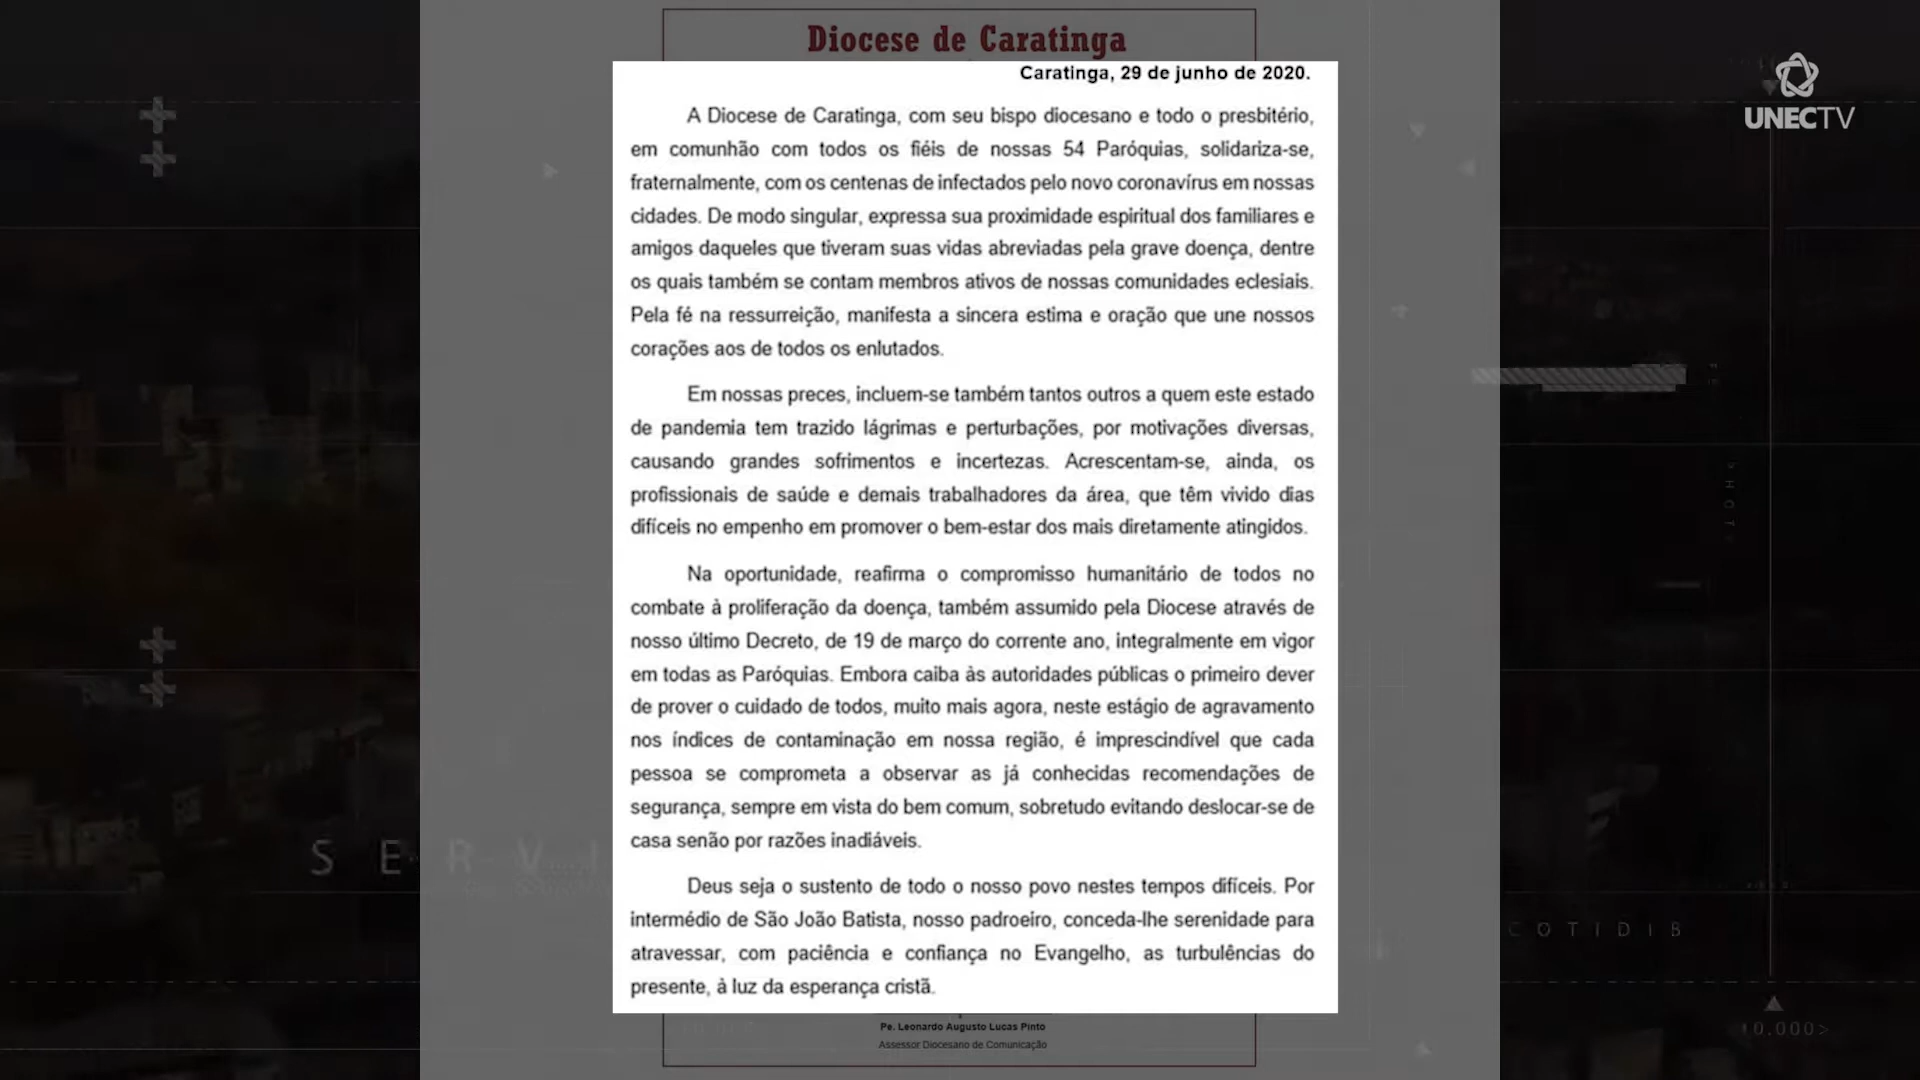 Diocese de Caratinga
Caratinga, 29 de junho de 2020.
UNECTV
A Diocese de Caratinga, com seu bispo diocesano e todo o presbitério,
em comunhão com todos os fiéis de nossas 54 Paróquias, solidariza-se,
fraternalmente, com os centenas de infectados pelo novo coronavírus em nossas
cidades. De modo singular, expressa sua proximidade espiritual dos familiares e
amigos daqueles que tiveram suas vidas abreviadas pela grave doença, dentre
os quais também se contam membros ativos de nossas comunidades eclesiais.
Pela fé na ressurreição, manifesta a sincera estima e oração que une nossos
corações aos de todos os enlutados.
Em nossas preces, incluem-se também tantos outros a quem este estado
de pandemia tem trazido lágrimas e perturbações, por motivações diversas,
causando grandes sofrimentos e incertezas. Acrescentam-se, ainda, os
profissionais de saúde e demais trabalhadores da área, que têm vivido dias
difíceis no empenho em promover o bem-estar dos mais diretamente atingidos.
Na oportunidade, reafirma o compromisso humanitário de todos no
combate à proliferação da doença, também assumido pela Diocese através de
nosso último Decreto, de 19 de março do corrente ano, integralmente em vigor
em todas as Paróquias. Embora caiba às autoridades públicas o primeiro dever
de prover o cuidado de todos, muito mais agora, neste estágio de agravamento
nos índices de contaminação em nossa região, é imprescindível que cada
pessoa se comprometa a observar as já conhecidas recomendações de
segurança, sempre em vista do bem comum, sobretudo evitando deslocar-se de
casa senão por razões inadiáveis.
Deus seja o sustento de todo o nosso povo nestes tempos difíceis. Por
intermédio de São João Batista, nosso padroeiro, conceda-lhe serenidade para
atravessar, com paciência e confiança no Evangelho, as turbulências do
presente, à luz da esperança cristã.
Pe. Leonardo Augusto Lucas Pinto
Assessor Diocesano de Comunicação
SERVI
COTIDIB
10.000>